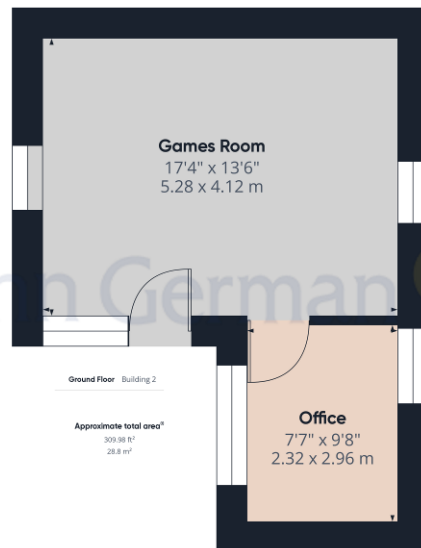 Games Room
17'4" x 13'6"
5.28 x 4.12 m
German
Ground Floor Building 2
Approximate total area⁽¹⁾
309.98 ft²
28.8 m²
Office
7'7" x 9'8"
2.32 x 2.96 m